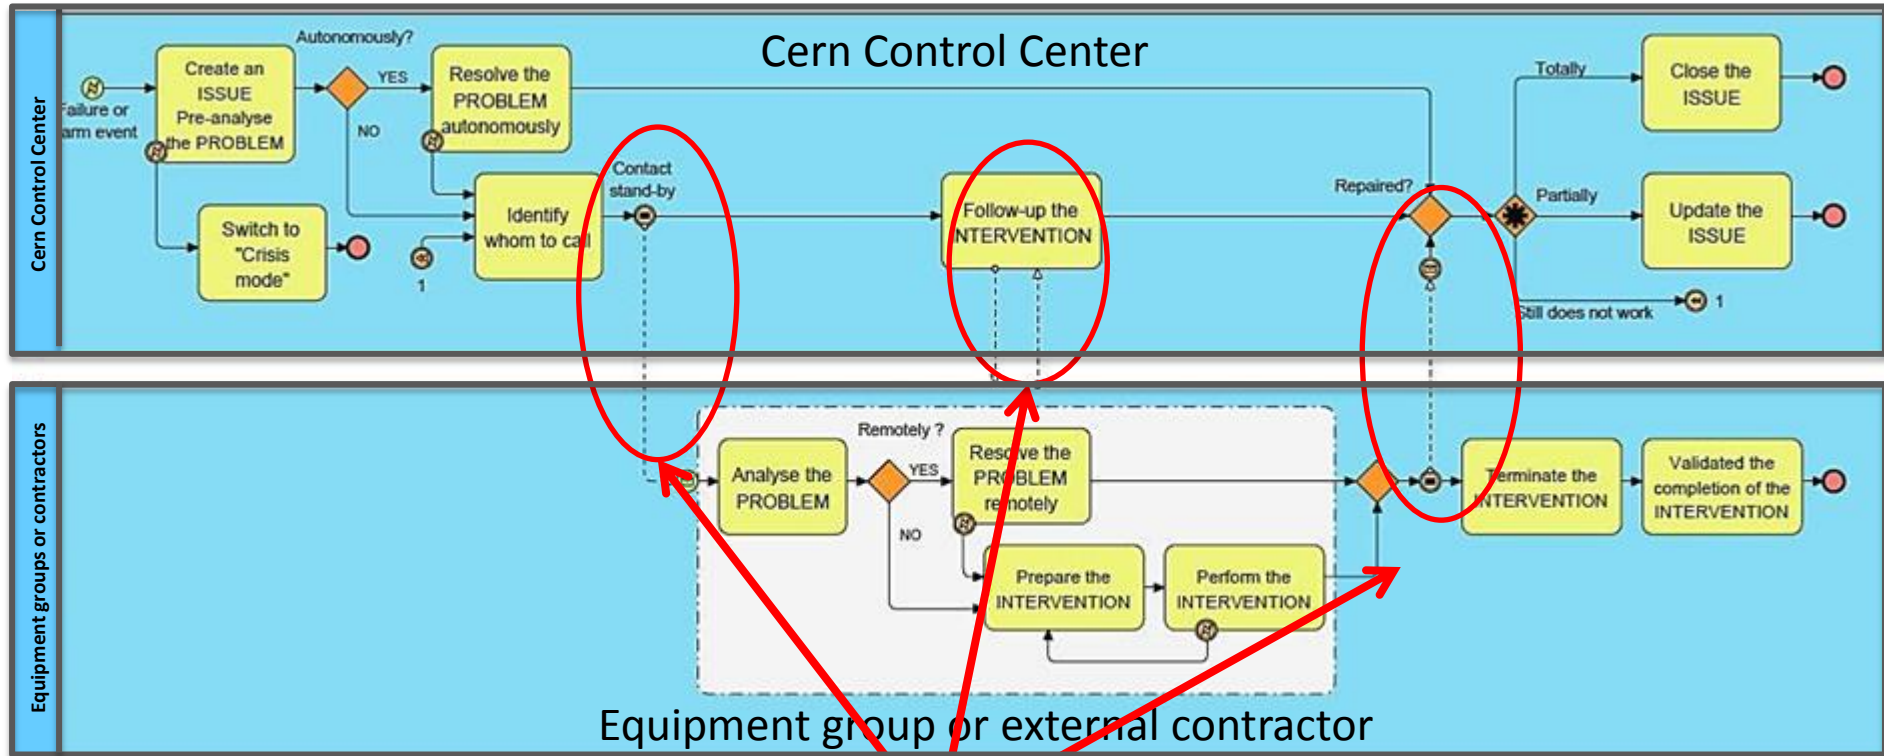 Cern Control Center
Cern Control Center
Failure or
arm event
Create an
ISSUE
Pre-analyse
the PROBLEM
Autonomously?
YES
NO
Resolve the
PROBLEM
autonomously
Switch to
"Crisis
mode"
1
Identify
whom to call
Contact
stand-by
Follow-up the
INTERVENTION
Repaired?
Totally
Partially
Still does not work
1
Close the
ISSUE
Update the
ISSUE
Equipment groups or contractors
Analyse the
PROBLEM
Remotely ?
YES
NO
Resolve the
PROBLEM
remotely
Prepare the
INTERVENTION
Perform the
INTERVENTION
Terminate the
INTERVENTION
Validated the
completion of the
INTERVENTION
Equipment group or external contractor